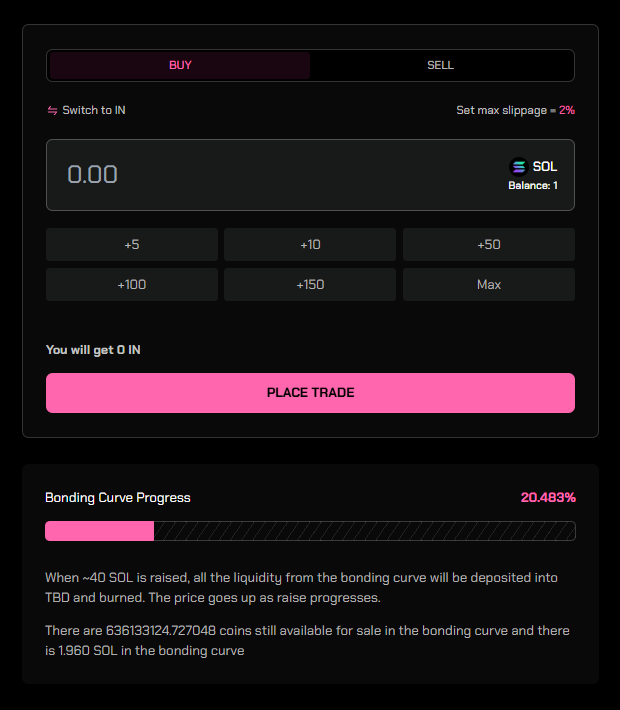 BUY SELL
Switch to IN Set max slippage = 2%
0.00 SOL
Balance: 1
+5 +10 +50
+100 +150 Max
You will get 0 IN
PLACE TRADE
Bonding Curve Progress 20.483%
When ~40 SOL is raised, all the liquidity from the bonding curve will be deposited into
TBD and burned. The price goes up as raise progresses.
There are 636133124.727048 coins still available for sale in the bonding curve and there
is 1.960 SOL in the bonding curve